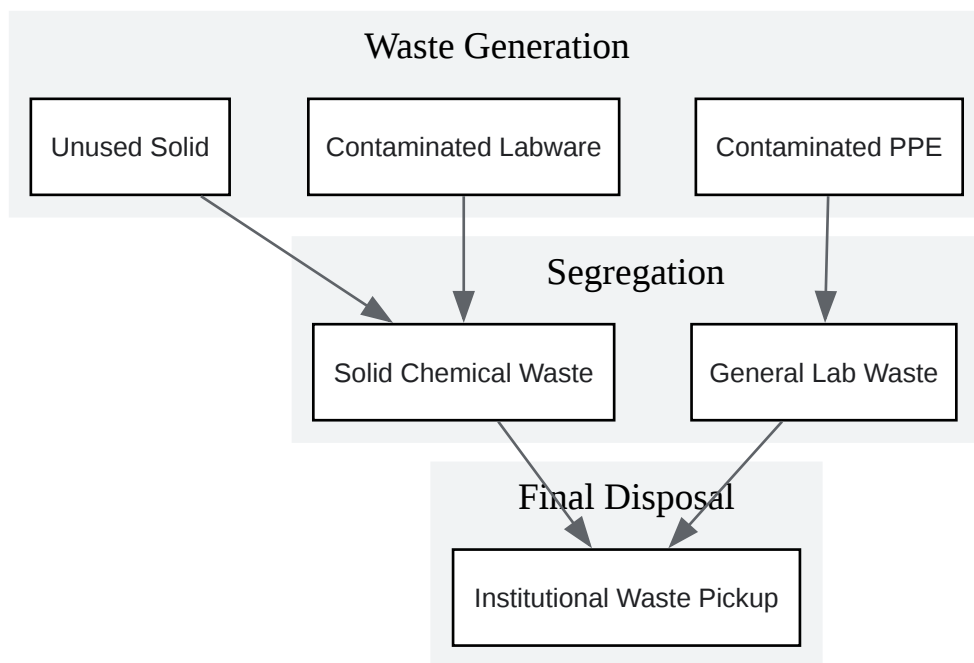 Waste Generation
Unused Solid
Contaminated Labware
Contaminated PPE
Segregation
Solid Chemical Waste
General Lab Waste
Final Disposal
Institutional Waste Pickup